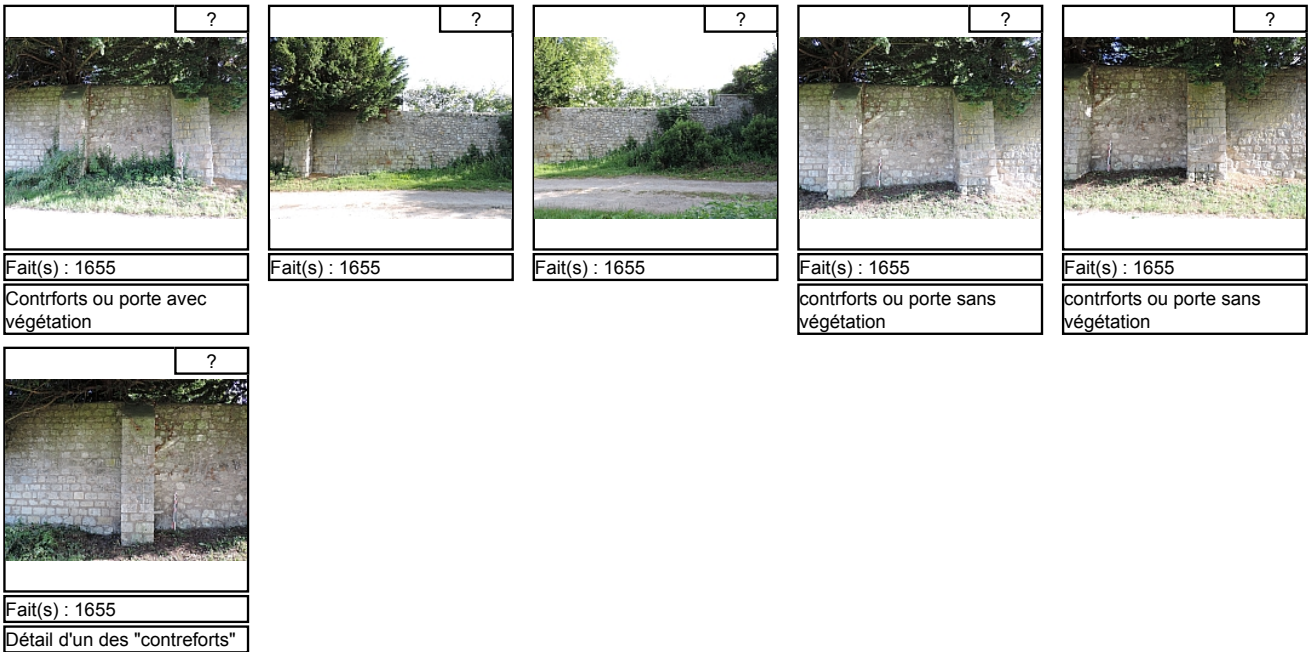 ?
?
?
?
?
Fait(s) : 1655
Fait(s) : 1655
Fait(s) : 1655
Fait(s) : 1655
Fait(s) : 1655
Contrforts ou porte avec
végétation
contrforts ou porte sans
végétation
contrforts ou porte sans
végétation
?
Fait(s) : 1655
Détail d'un des "contreforts"